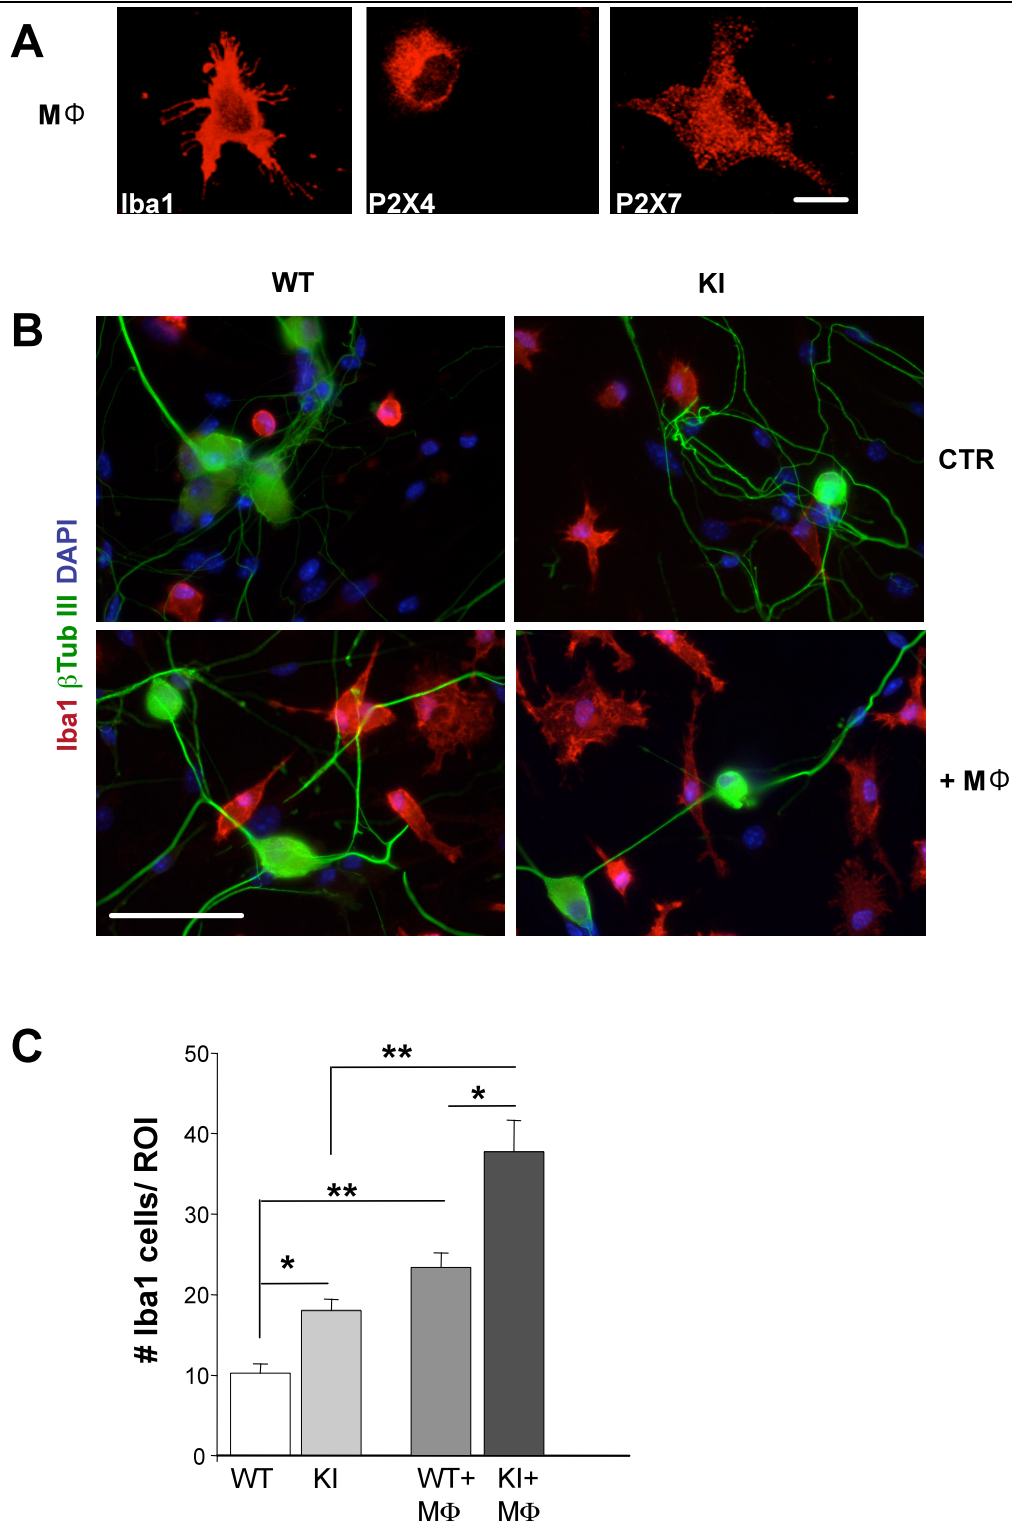 A
MΦ
Iba1
P2X4
P2X7
WT
KI
B
CTR
Iba1 βTub III DAPI
+ MΦ
C
# Iba1 cells/ ROI
50
40
30
20
10
0
**
*
**
*
WT
KI
WT+
MΦ
KI+
MΦ